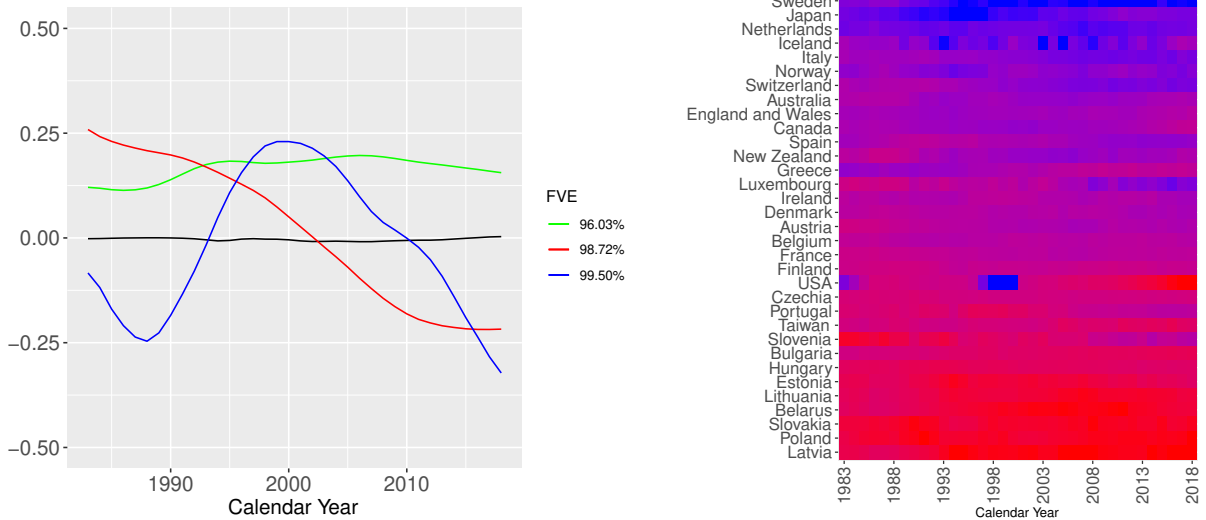 0.50
0.25
0.00
−0.25
−0.50
1990
2000
2010
Calendar Year
FVE
96.03%
98.72%
99.50%
Sweden
Japan
Netherlands
Iceland
Italy
Norway
Switzerland
Australia
England and Wales
Canada
Spain
New Zealand
Greece
Luxembourg
Ireland
Denmark
Austria
Belgium
France
Finland
USA
Czechia
Portugal
Taiwan
Slovenia
Bulgaria
Hungary
Estonia
Lithuania
Belarus
Slovakia
Poland
Latvia
1983
1988
1993
1998
2003
2008
2013
2018
Calendar Year